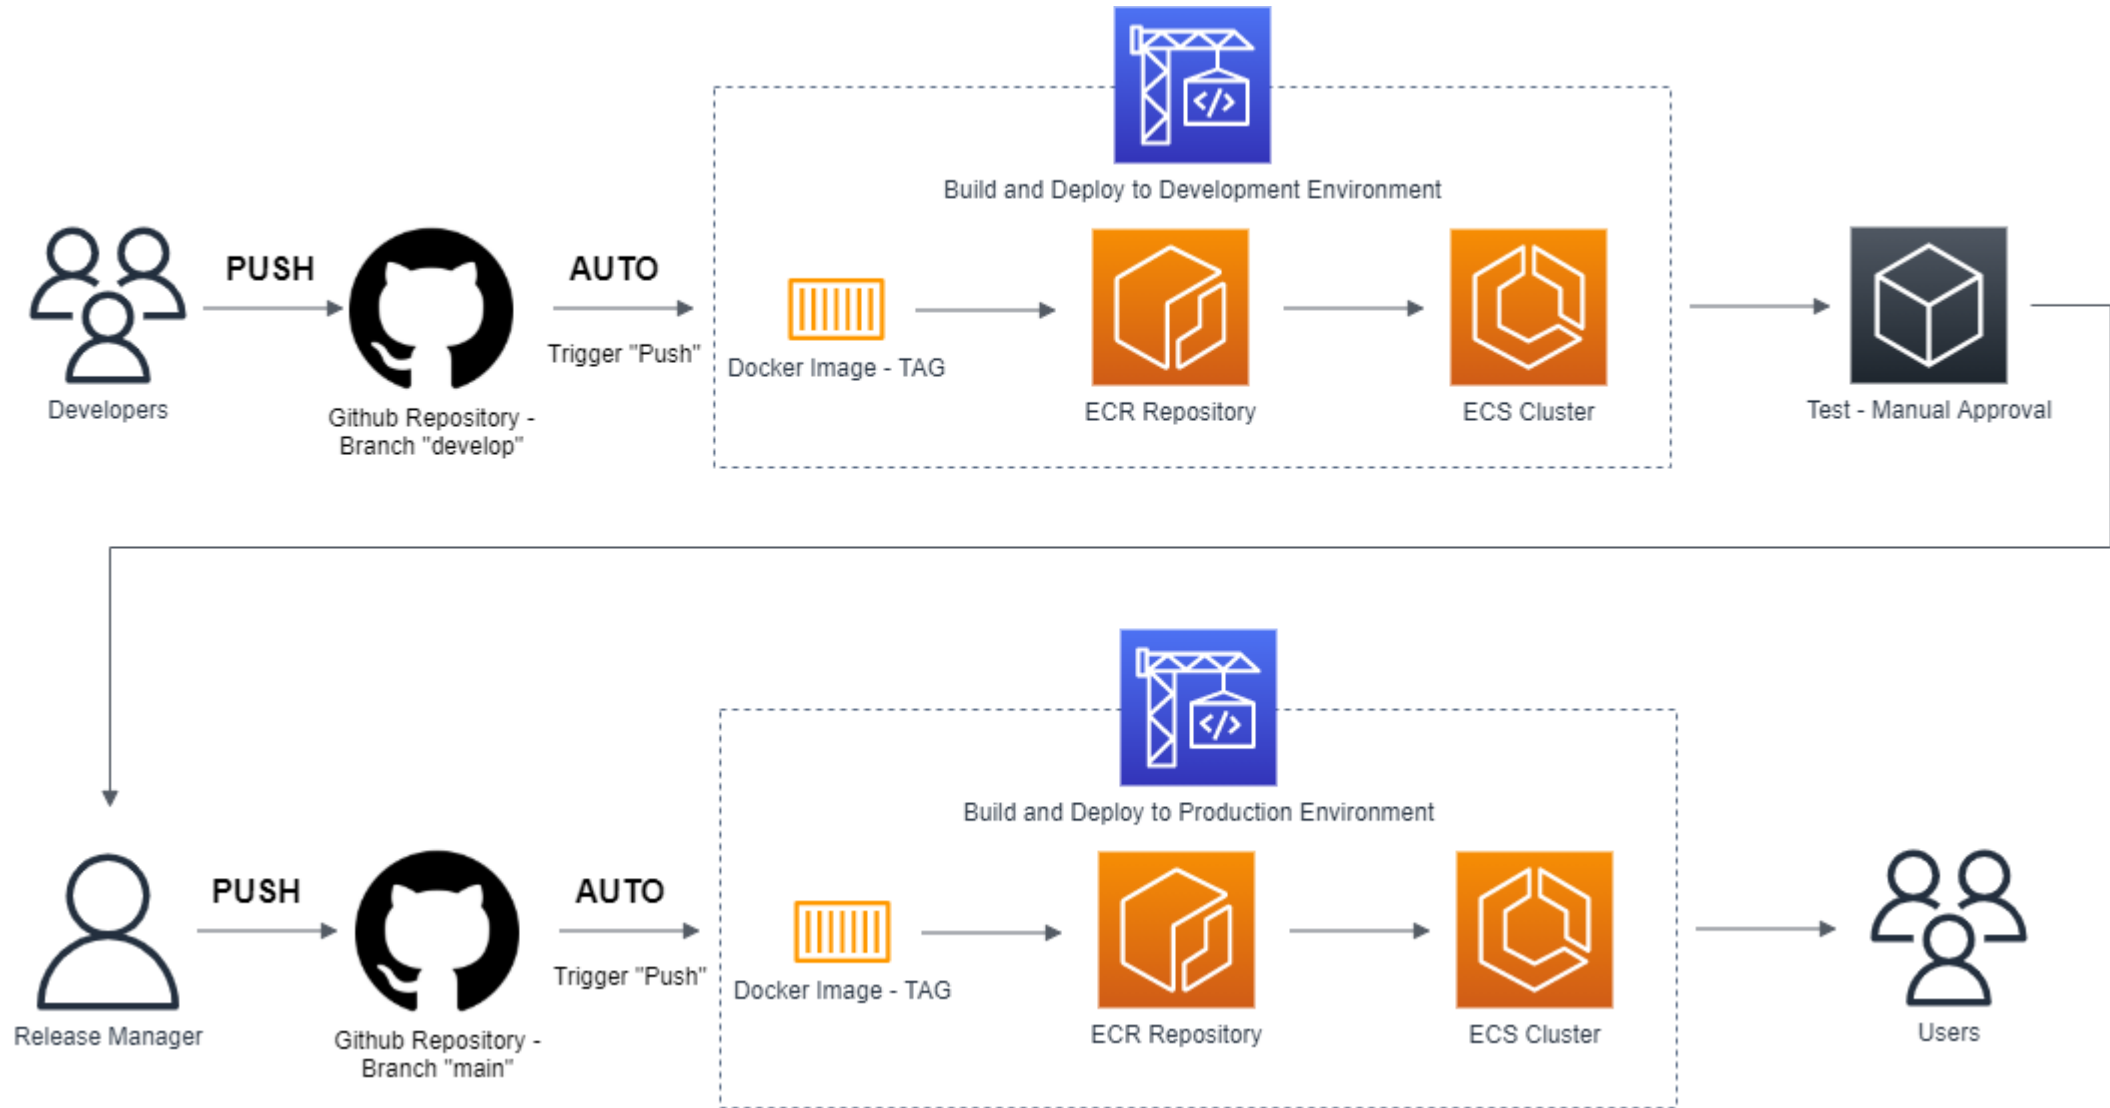 Build and Deploy to Development Environment
PUSH
AUTO
Trigger "Push"
Docker Image - TAG
Developers
Github Repository -
Branch "develop"
ECR Repository
ECS Cluster
Test - Manual Approval
Build and Deploy to Production Environment
PUSH
AUTO
Trigger "Push"
Docker Image - TAG
Release Manager
Github Repository -
Branch "main"
ECR Repository
ECS Cluster
Users